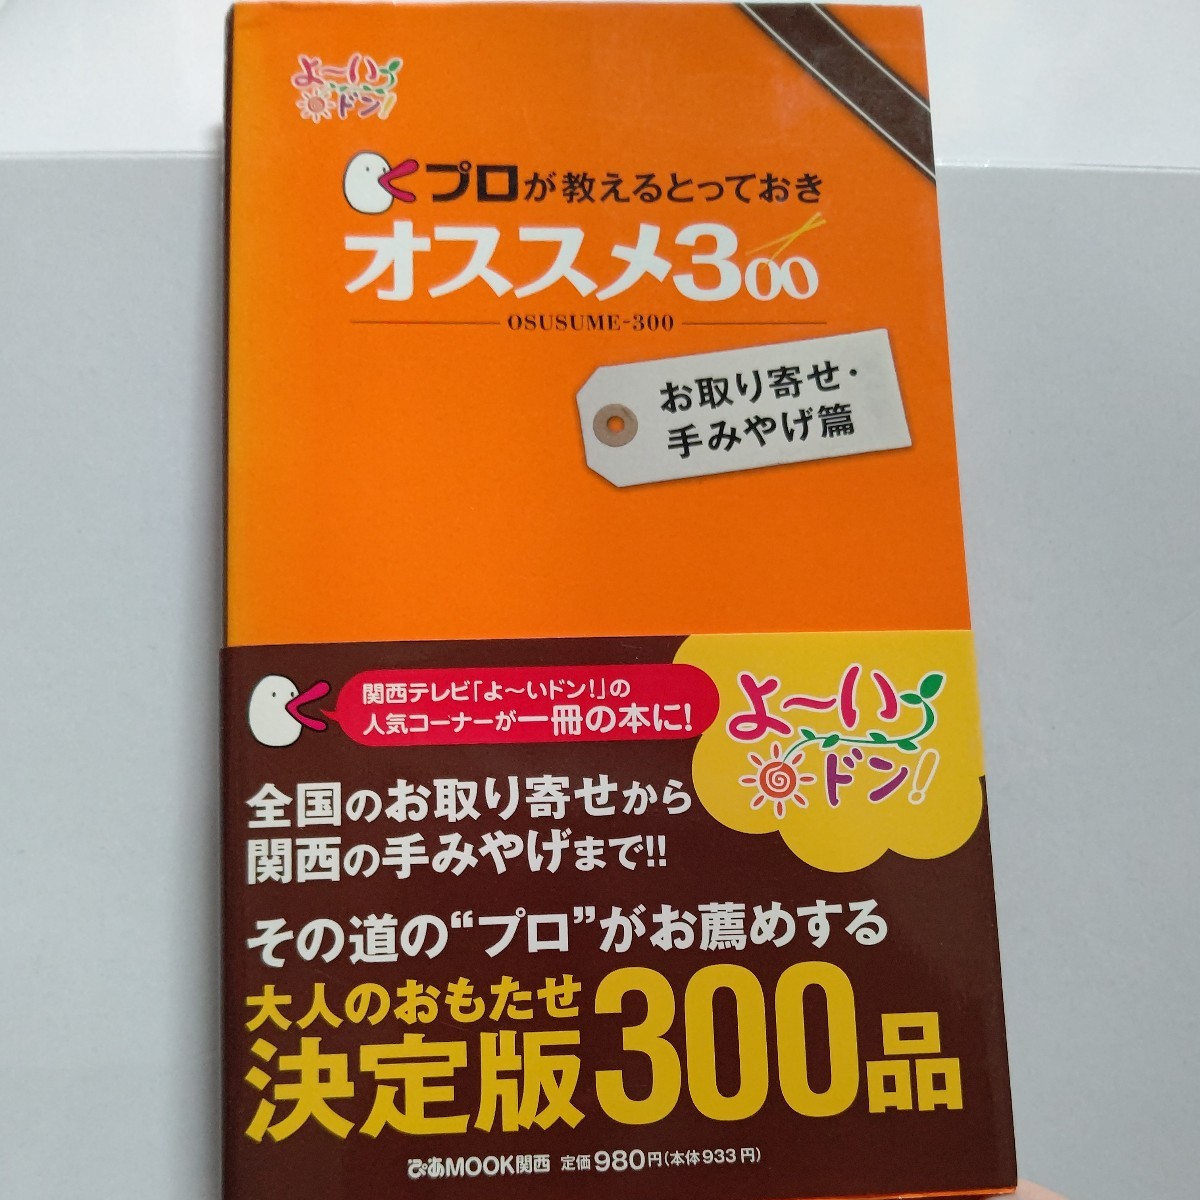 よ〜いドン!
プロが教えるとっておき
オススメ300
OSUSUME-300
お取り寄せ・
手みやげ篇
関西テレビ「よ〜いドン!」の
人気コーナーが一冊の本に!
よ〜い
ドン!
全国のお取り寄せから
関西の手みやげまで!!
その道の“プロ”がお薦めする
大人のおもたせ
決定版300品
ぴあMOOK関西 定価980円(本体933円)